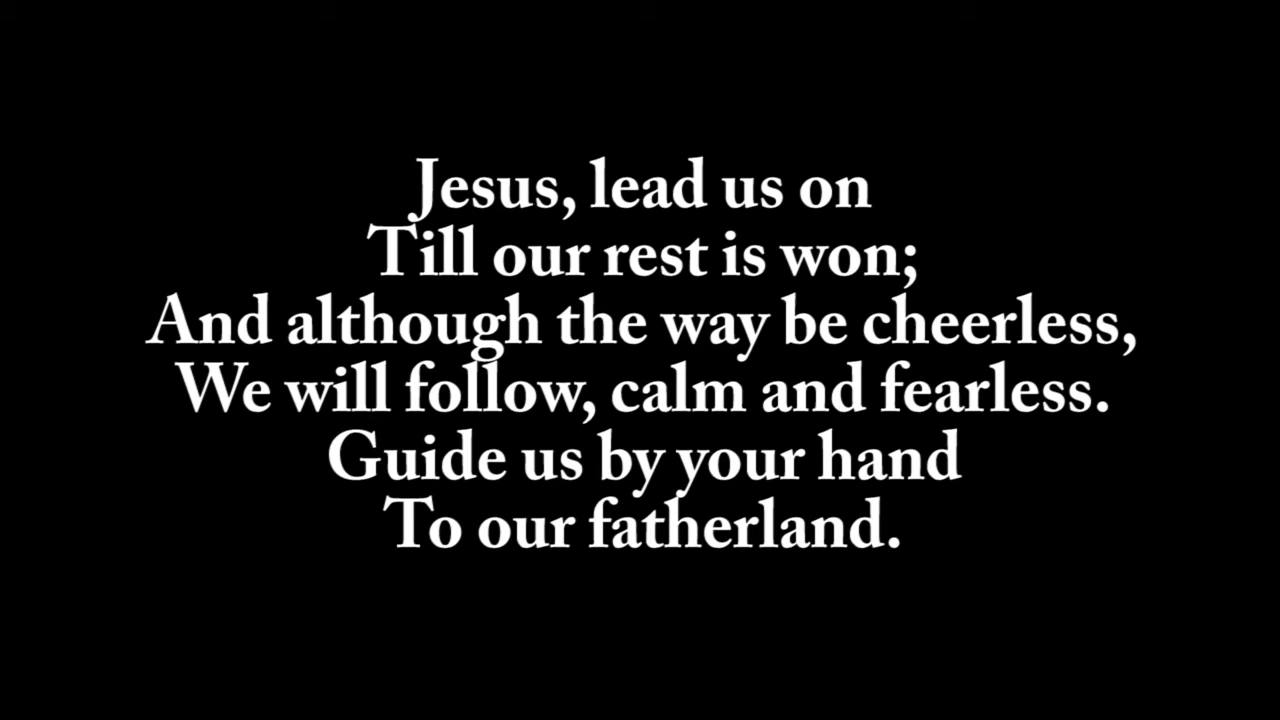 Jesus, lead us on
Till our rest is won;
And although the way be cheerless,
We will follow, calm and fearless.
Guide us by your hand
To our fatherland.